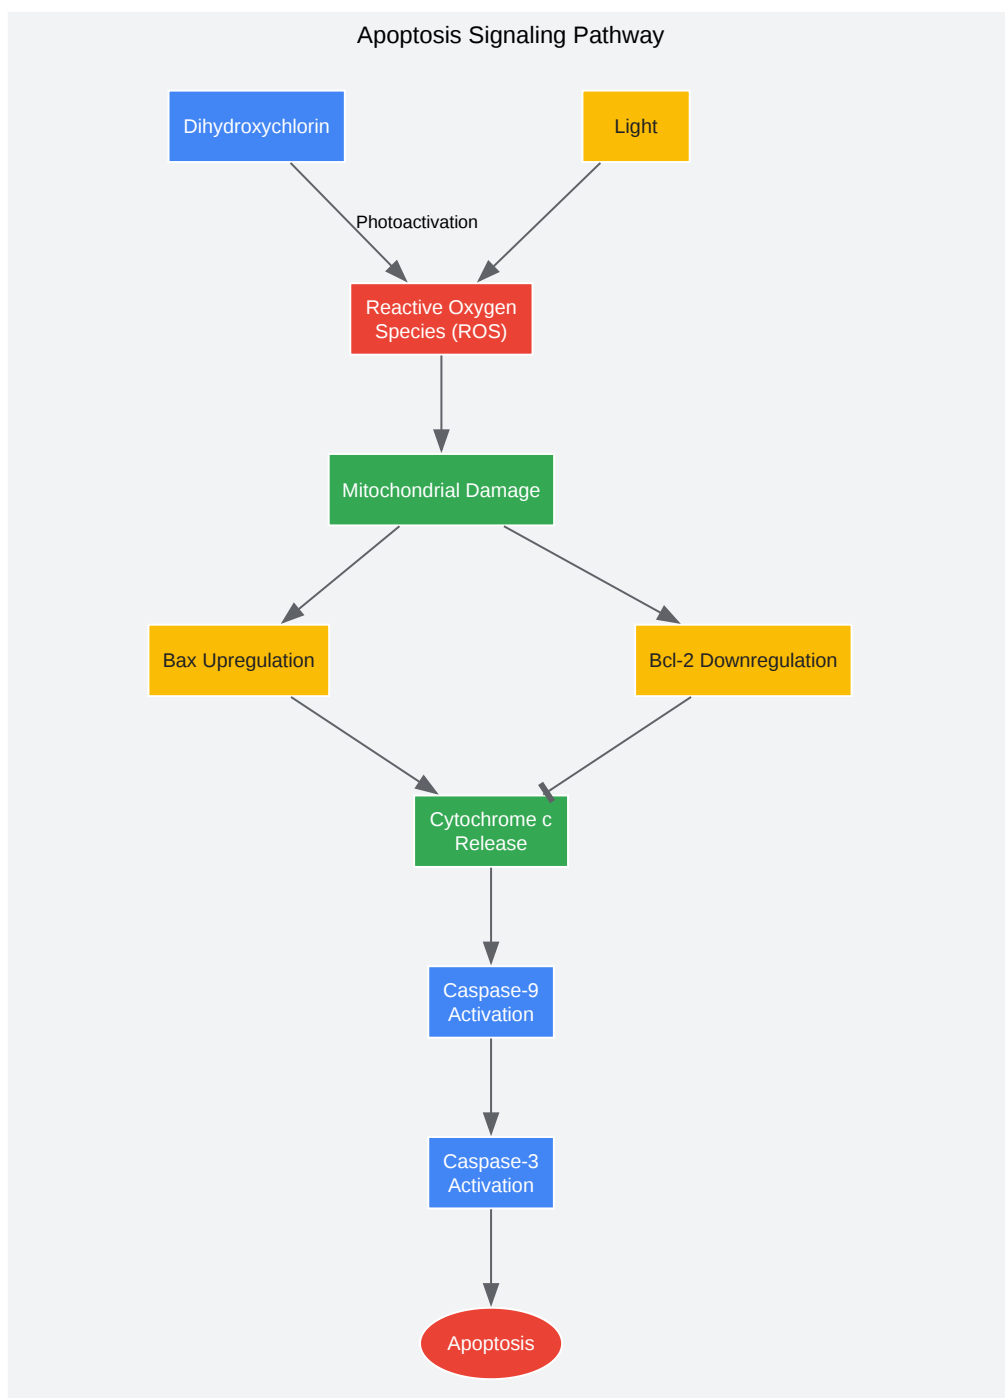 Apoptosis Signaling Pathway
Dihydroxychlorin
Light
Photoactivation
Reactive Oxygen
Species (ROS)
Mitochondrial Damage
Bax Upregulation
Bcl-2 Downregulation
Cytochrome c
Release
Caspase-9
Activation
Caspase-3
Activation
Apoptosis